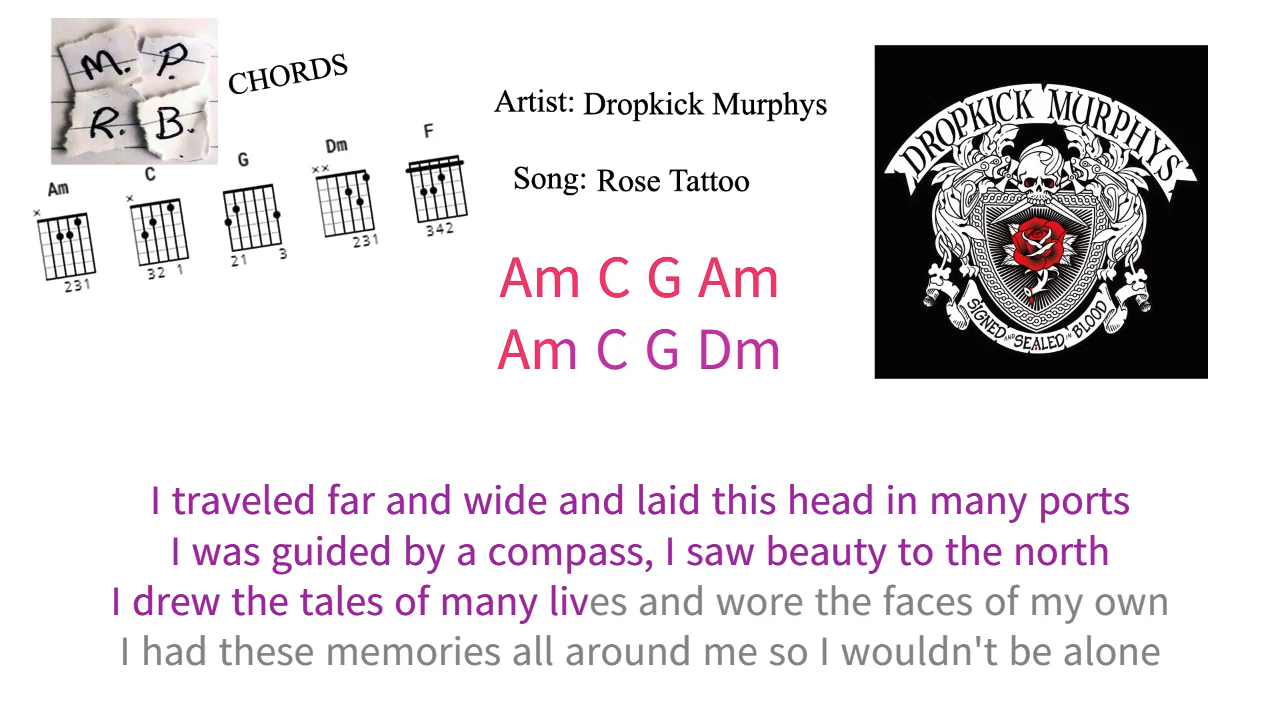 M. P.
R. B.
CHORDS
Am
C
G
Dm
F
x
x
x x
231
32 1
21 3
231
342
Artist: Dropkick Murphys
Song: Rose Tattoo
Am C G Am
Am C G Dm
DROPKICK MURPHYS
SIGNED AND SEALED IN BLOOD
I traveled far and wide and laid this head in many ports
I was guided by a compass, I saw beauty to the north
I drew the tales of many lives and wore the faces of my own
I had these memories all around me so I wouldn't be alone